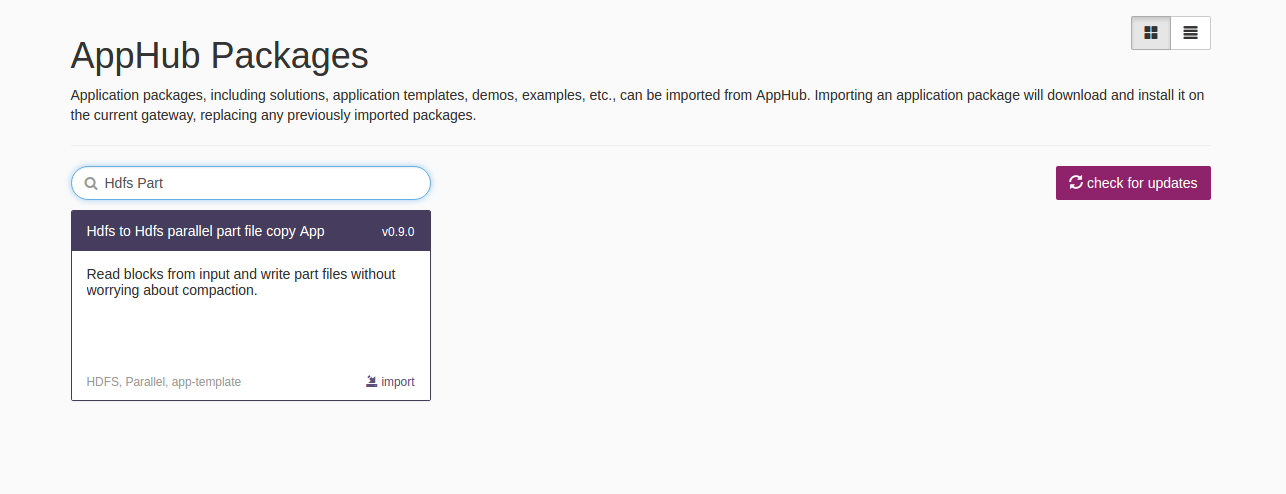 AppHub Packages
Application packages, including solutions, application templates, demos, examples, etc., can be imported from AppHub. Importing an application package will download and install it on
the current gateway, replacing any previously imported packages.
Hdfs Part
check for updates
Hdfs to Hdfs parallel part file copy App v0.9.0
Read blocks from input and write part files without
worrying about compaction.
HDFS, Parallel, app-template import